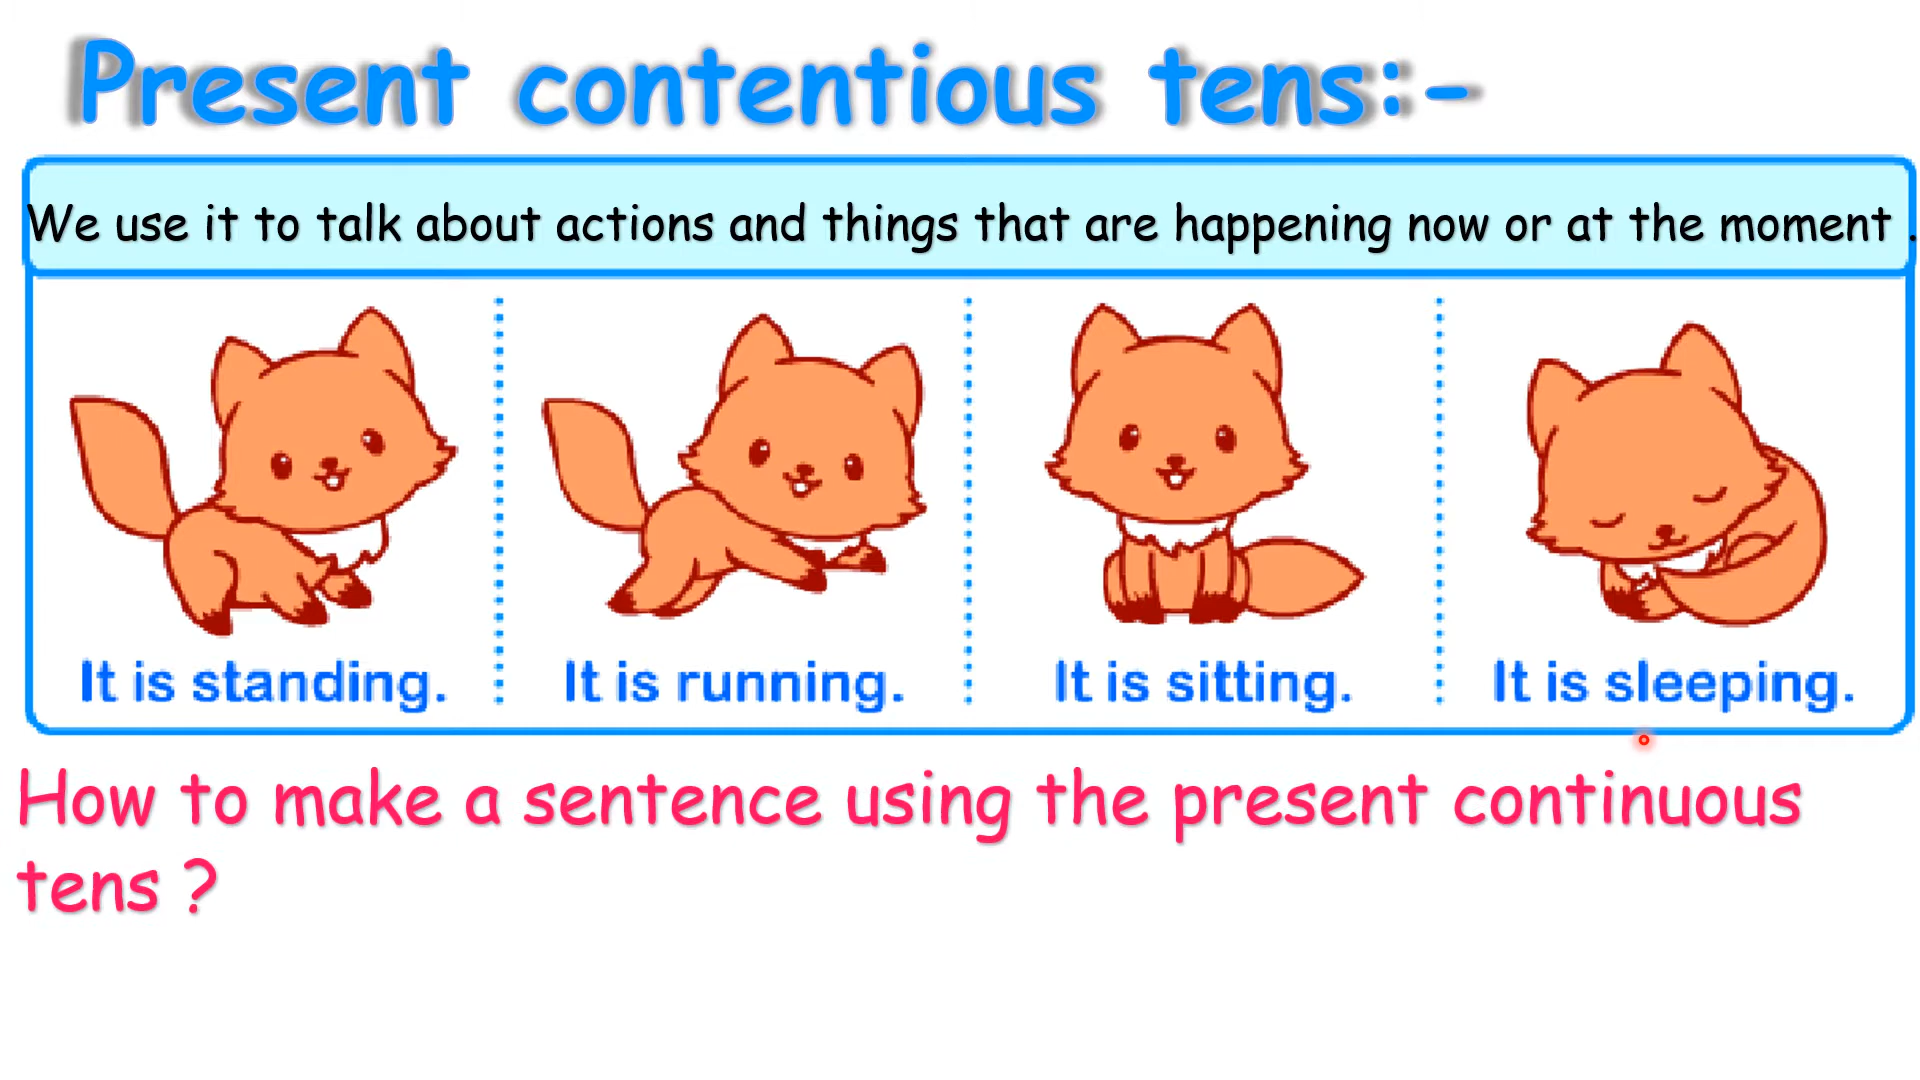 Present contentious tens:-
We use it to talk about actions and things that are happening now or at the moment .
It is standing.
It is running.
It is sitting.
It is sleeping.
How to make a sentence using the present continuous
tens ?